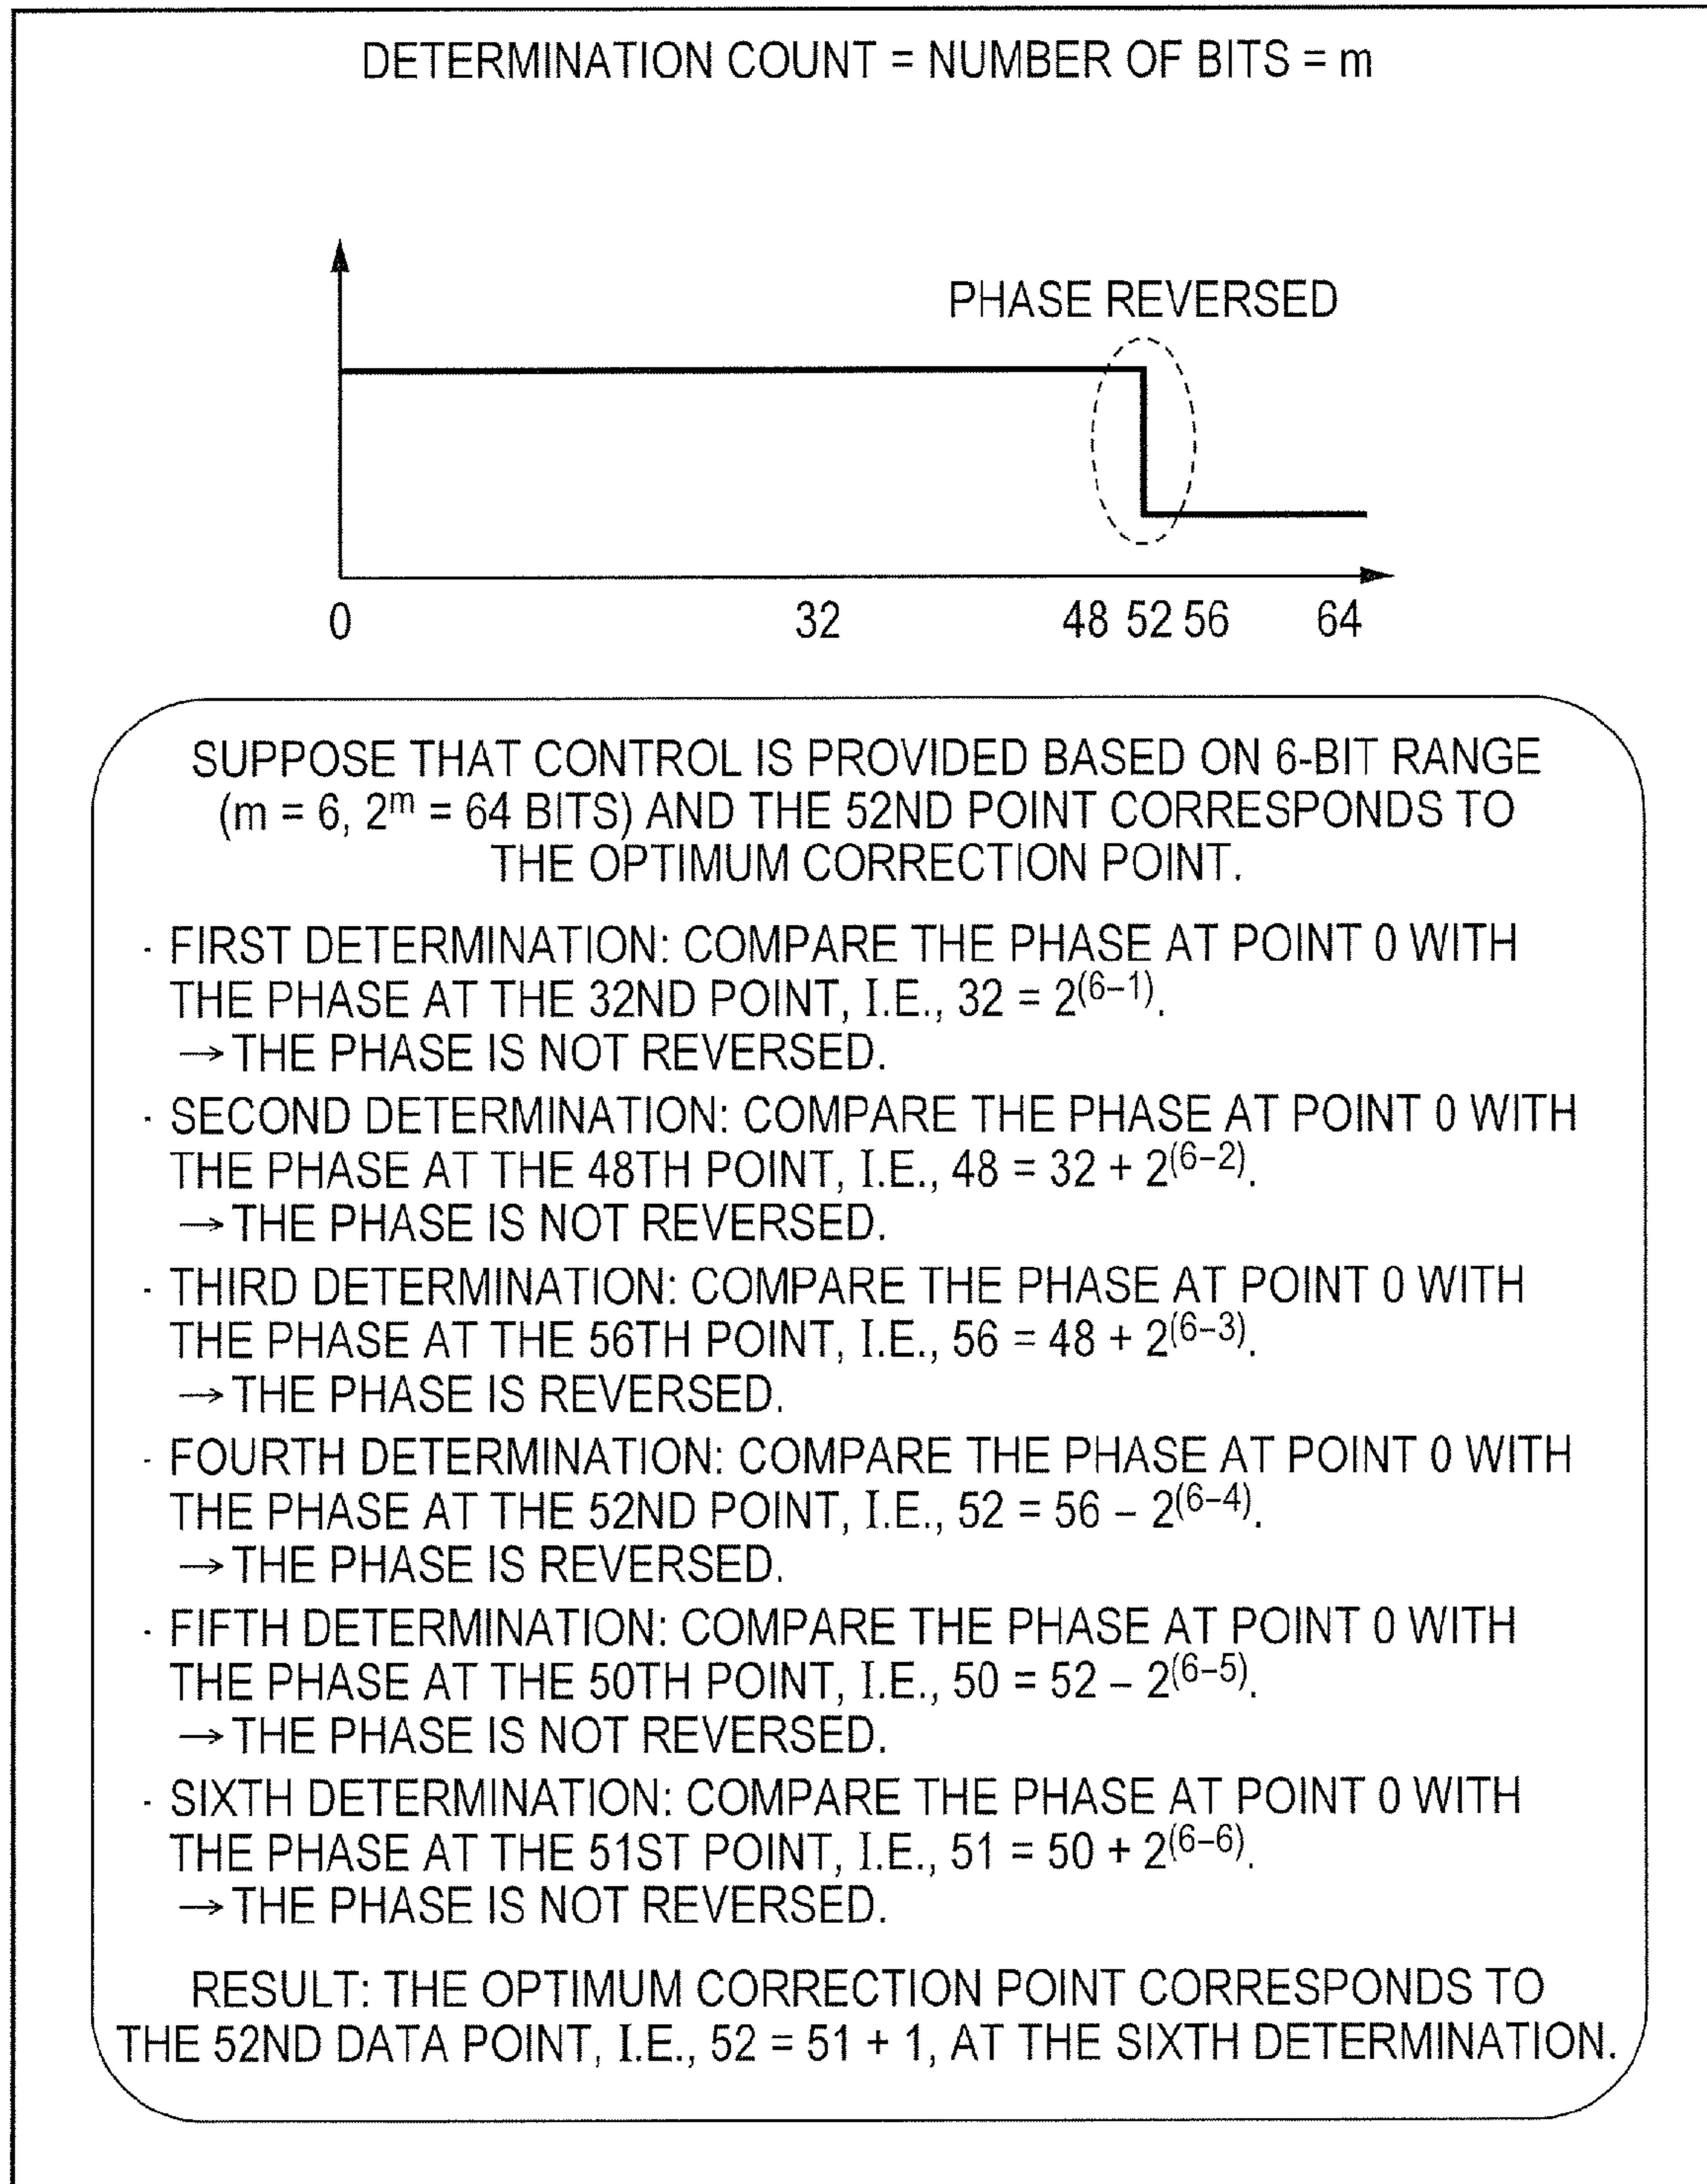 DETERMINATION COUNT = NUMBER OF BITS = m
PHASE REVERSED
0 32 48 52 56 64
SUPPOSE THAT CONTROL IS PROVIDED BASED ON 6-BIT RANGE
(m = 6, 2^m = 64 BITS) AND THE 52ND POINT CORRESPONDS TO
THE OPTIMUM CORRECTION POINT.
· FIRST DETERMINATION: COMPARE THE PHASE AT POINT 0 WITH
THE PHASE AT THE 32ND POINT, I.E., 32 = 2^(6–1).
→ THE PHASE IS NOT REVERSED.
· SECOND DETERMINATION: COMPARE THE PHASE AT POINT 0 WITH
THE PHASE AT THE 48TH POINT, I.E., 48 = 32 + 2^(6–2).
→ THE PHASE IS NOT REVERSED.
· THIRD DETERMINATION: COMPARE THE PHASE AT POINT 0 WITH
THE PHASE AT THE 56TH POINT, I.E., 56 = 48 + 2^(6–3).
→ THE PHASE IS REVERSED.
· FOURTH DETERMINATION: COMPARE THE PHASE AT POINT 0 WITH
THE PHASE AT THE 52ND POINT, I.E., 52 = 56 – 2^(6–4).
→ THE PHASE IS REVERSED.
· FIFTH DETERMINATION: COMPARE THE PHASE AT POINT 0 WITH
THE PHASE AT THE 50TH POINT, I.E., 50 = 52 – 2^(6–5).
→ THE PHASE IS NOT REVERSED.
· SIXTH DETERMINATION: COMPARE THE PHASE AT POINT 0 WITH
THE PHASE AT THE 51ST POINT, I.E., 51 = 50 + 2^(6–6).
→ THE PHASE IS NOT REVERSED.
RESULT: THE OPTIMUM CORRECTION POINT CORRESPONDS TO
THE 52ND DATA POINT, I.E., 52 = 51 + 1, AT THE SIXTH DETERMINATION.